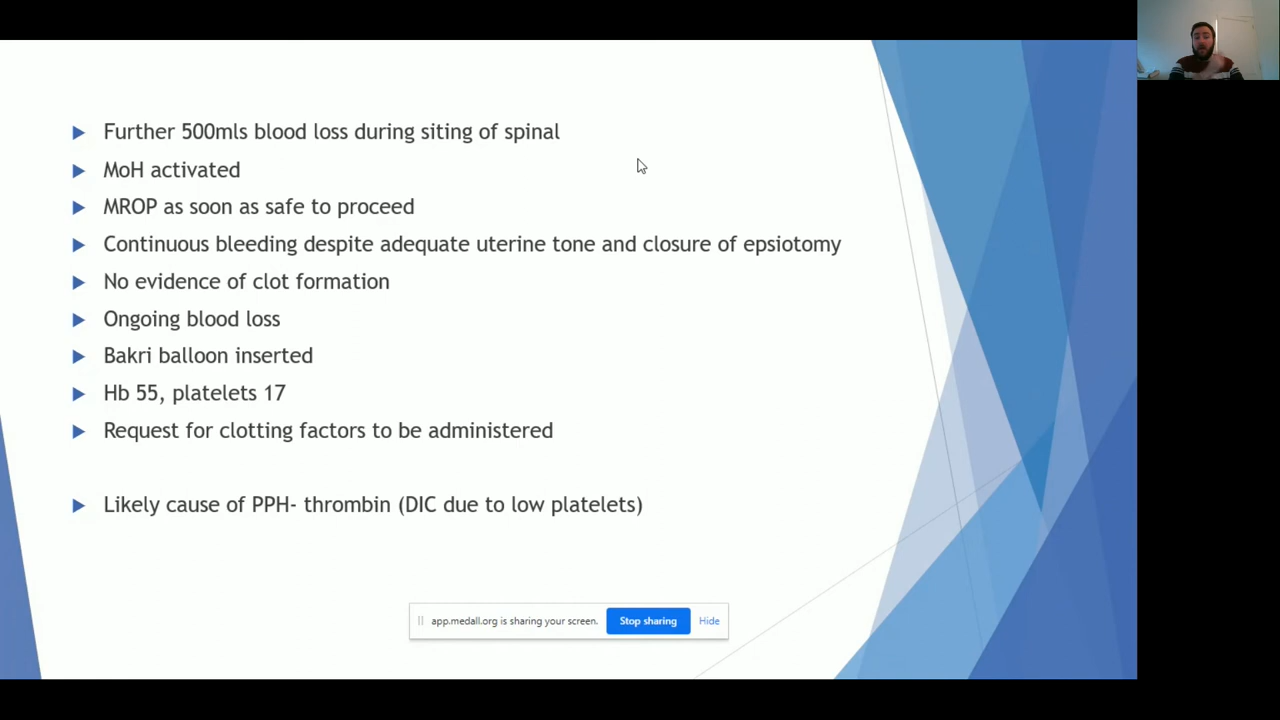 Further 500mls blood loss during siting of spinal
MoH activated
MROP as soon as safe to proceed
Continuous bleeding despite adequate uterine tone and closure of epsiotomy
No evidence of clot formation
Ongoing blood loss
Bakri balloon inserted
Hb 55, platelets 17
Request for clotting factors to be administered
Likely cause of PPH- thrombin (DIC due to low platelets)
app.medall.org is sharing your screen. Stop sharing Hide